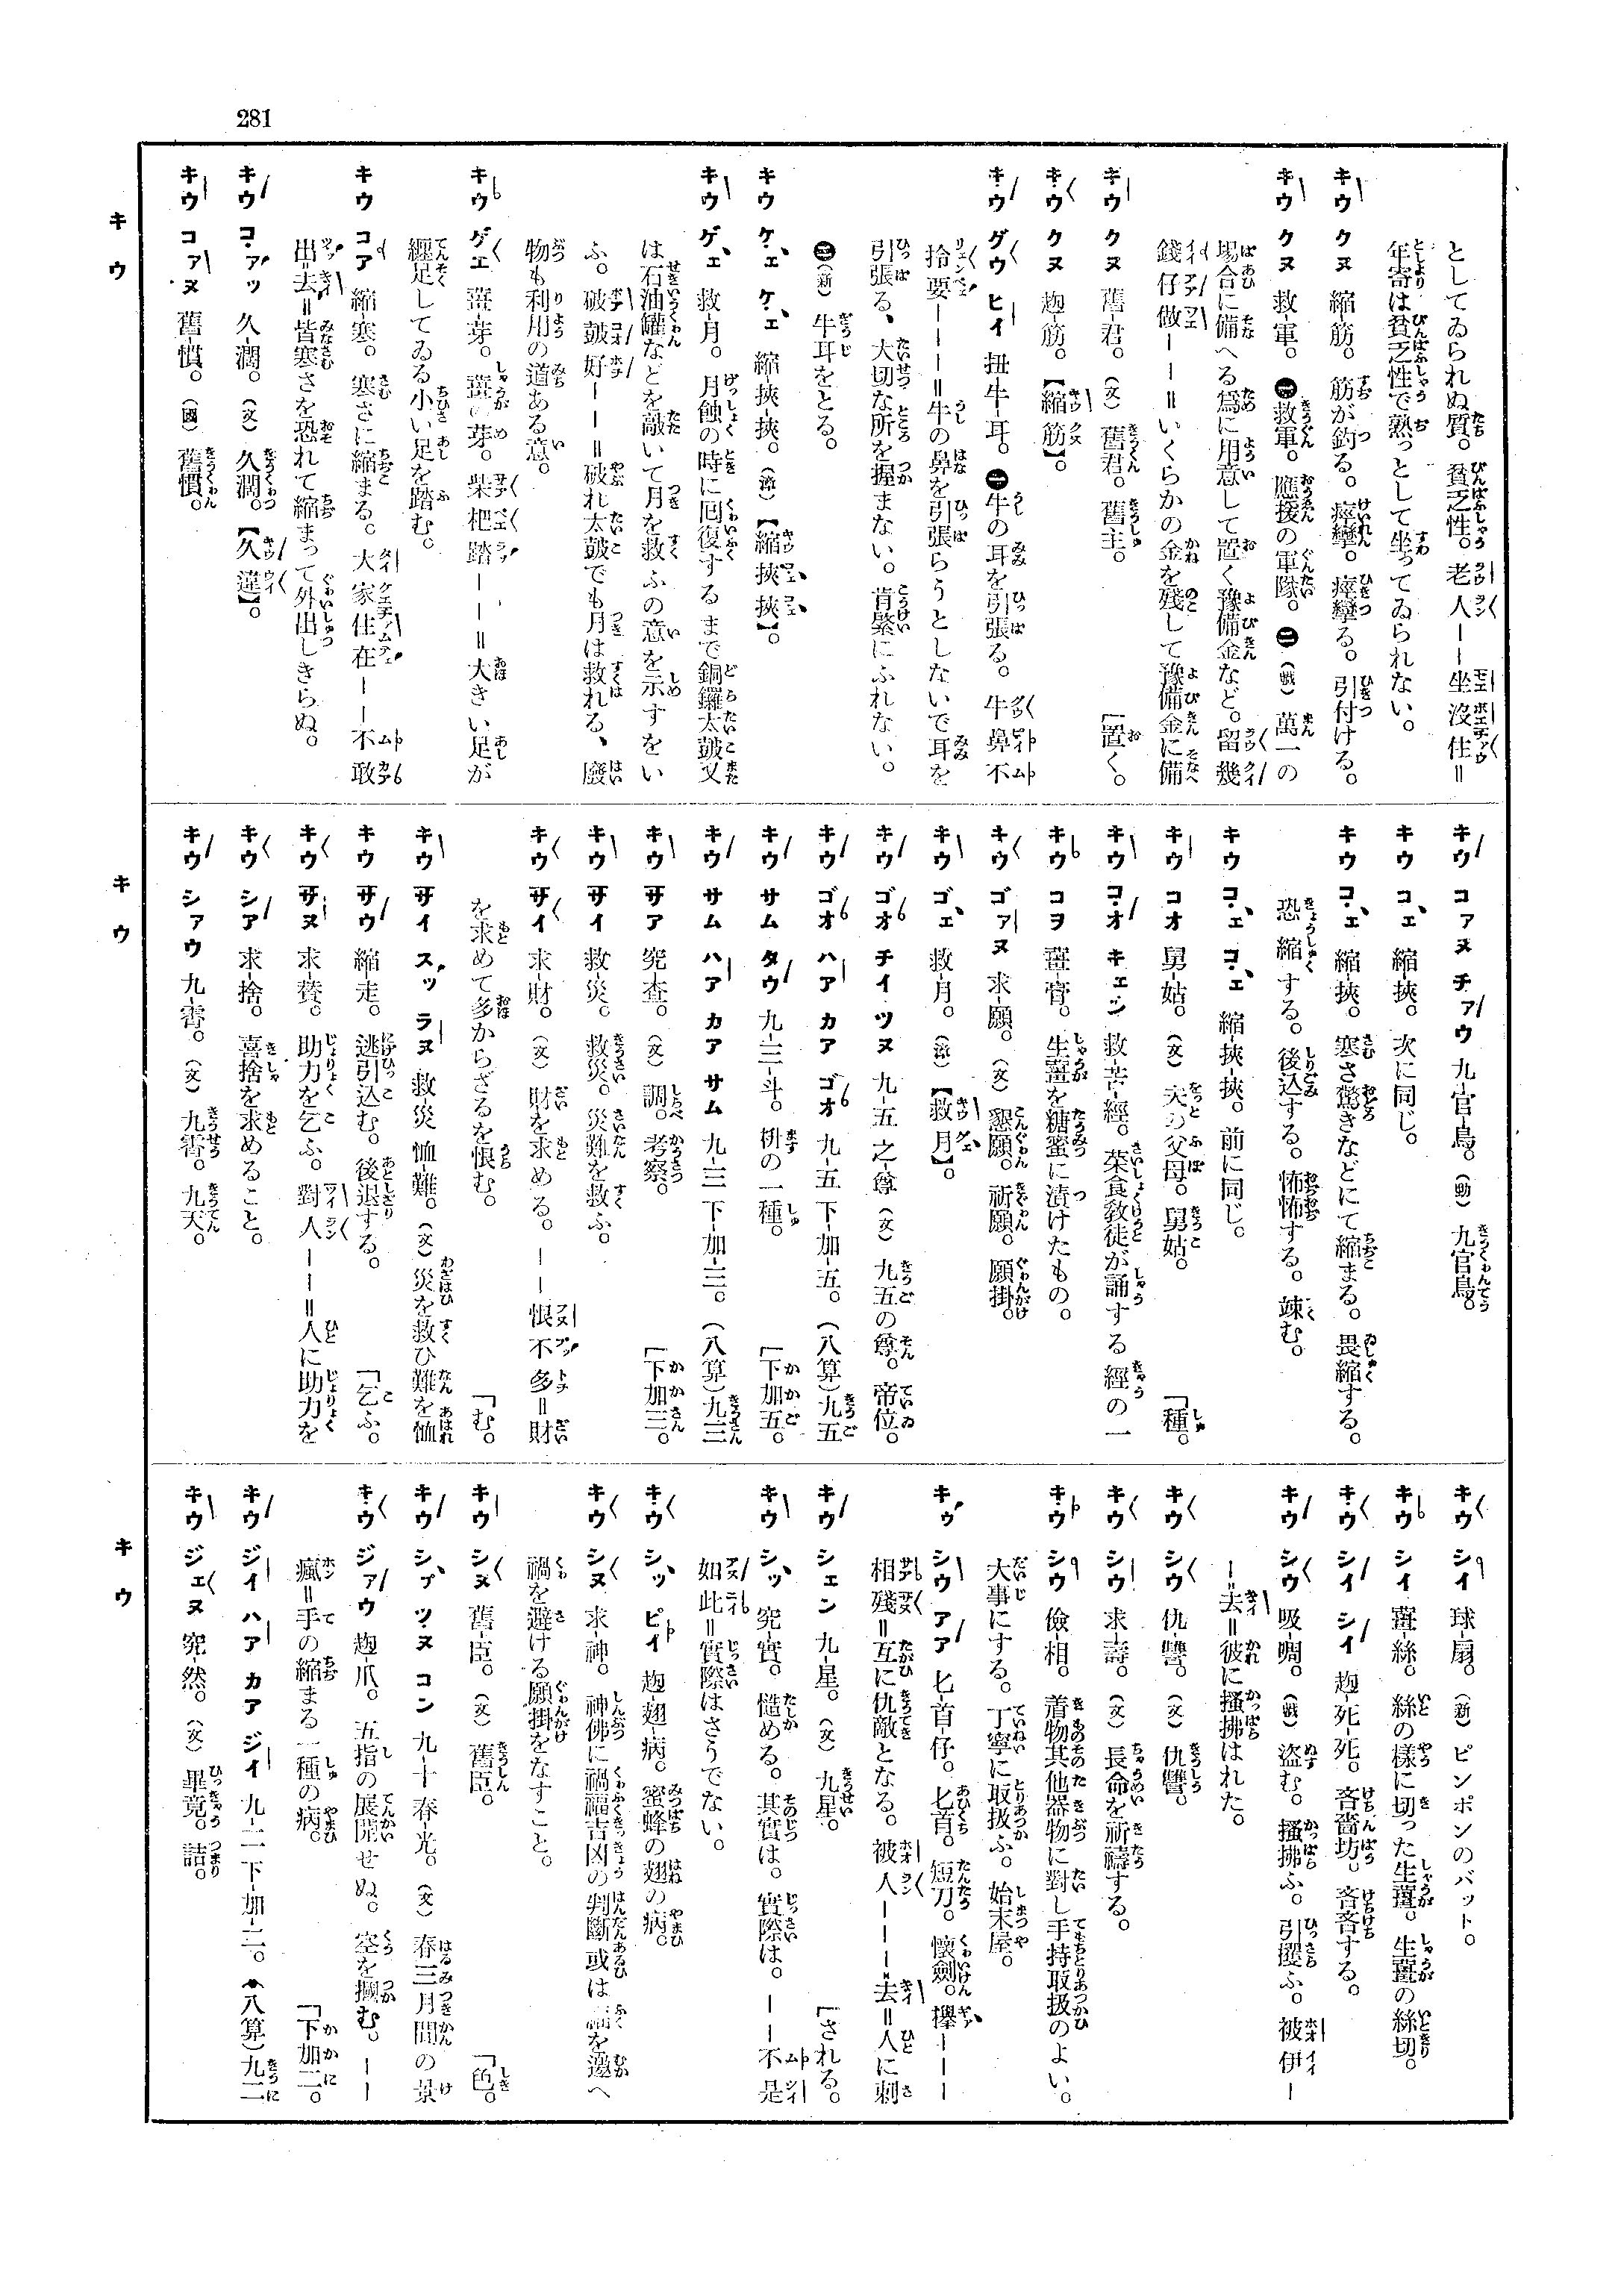 281
としてゐられぬ質。貧乏性。老人――坐沒住＝
年寄は貧乏性で熟っとして坐ってゐられない。
キウ クヌ 縮筋。筋が釣る。痙攣。痙攣る。引付ける。
キウ クヌ 救-軍。㊀救軍。應援の軍隊。㊁（戯）萬一の
場合に備へる爲に用意して置く豫備金など。留幾
錢仔做――＝いくらかの金を殘して豫備金に備
キウ クヌ 舊-君。（文）舊君。舊主。「置く。
キウ クヌ 趜-筋。【縮筋】。
キウ グウ ヒイ 扭牛-耳。㊀牛の耳を引張る。牛鼻不
拎要―――＝牛の鼻を引張らうとしないで耳を
引張る、大切な所を握まない。肯綮にふれない。
㊁（新）牛耳をとる。
キウ ケェ ケェ 縮挾-挾。（漳）【縮挾挾】。
キウ ゲェ 救-月。月蝕の時に囘復するまで銅鑼太皷又
は石油罐などを敲いて月を救ふの意を示すをい
ふ。破皷好――＝破れ太皷でも月は救れる、廢
物も利用の道ある意。
キウ ゲエ 薑-芽。薑の芽。柴杷踏――＝大きい足が
纒足してゐる小い足を踏む。
キウ コア 縮寒。寒さに縮まる。大家住在――不敢
出-去＝皆寒さを恐れて縮まって外出しきらぬ。
キウ コアッ 久-濶。（文）久濶。【久違】。
キウ コアヌ 舊-慣。（國）舊慣。
キウ コアヌ チアウ 九-官-鳥。（動）九官鳥。
キウ コェ 縮-挾。次に同じ。
キウ コェ 縮-挾。寒さ驚きなどにて縮まる。畏縮する。
恐縮する。後込する。怖怖する。竦む。
キウ コェ コェ 縮-挾-挾。前に同じ。
キウ コオ 舅-姑。（文）夫の父母。舅姑。「種。
キウ コオ キェン 救-苦-經。菜食敎徒が誦する經の一
キウ コヲ 薑-膏。生薑を糖蜜に漬けたもの。
キウ ゴアヌ 求-願。（文）懇願。祈願。願掛。
キウ ゴェ 救-月。（漳）【救月】。
キウ ゴオ チイ ツヌ 九-五 之-尊（文）九五の尊。帝位。
キウ ゴオ ハア カア ゴオ 九-五 下-加-五。（八算）九五
キウ サム タウ 九-三-斗。枡の一種。「下加五。
キウ サム ハア カア サム 九-三 下-加-三。（八算）九三
キウ サア 究-査。（文）調。考察。「下加三。
キウ サイ 救-災。救災。災難を救ふ。
キウ サイ 求-財。（文）財を求める。――恨不多＝財
を求めて多からざるを恨む。「む。
キウ サイ スッ ラヌ 救-災 恤-難。（文）災を救ひ難を恤
キウ サウ 縮-走。逃引込む。後退する。「乞ふ。
キウ サヌ 求-賛。助力を乞ふ。對人――＝人に助力を
キウ シア 求-捨。喜捨を求めること。
キウ シアウ 九-霄。（文）九霄。九天。
キウ シイ 球-扇。（新）ピンポンのバット。
キウ シイ 薑-絲。絲の樣に切った生薑。生薑の絲切。
キウ シイ シイ 趜-死-死。吝嗇坊。吝吝する。
キウ シウ 吸-啁。（戯）盜む。搔拂ふ。引攫ふ。被伊―
―＝去＝彼に搔拂はれた。
キウ シウ 仇-讐。（文）仇讐。
キウ シウ 求-壽。（文）長命を祈禱する。
キウ シウ 儉-相。着物其他器物に對し手持取扱のよい。
大事にする。丁寧に取扱ふ。始末屋。
キウ シウ アア 匕-首-仔。匕首。短刀。懷劍。攑―――
相殘＝互に仇敵となる。被人―――去＝人に刺
キウ シェン 九-星。（文）九星。「される。
キウ シッ 究-實。慥める。其實は。實際は。――不是
如此＝實際はさうでない。
キウ シッ ピイ 趜-翅-病。蜜蜂の翅の病。
キウ シヌ 求-神。神佛に禍福吉凶の判斷或は福を邀へ
禍を避ける願掛をなすこと。
キウ シヌ 舊-臣。（文）舊臣。「色。
キウ シプ ツヌ コン 九-十 春-光。（文）春三月間の景
キウ ジアウ 趜-爪。五指の展開せぬ。空を摑む。――
瘋＝手の縮まる一種の病。「下加二。
キウ ジイ ハア カア ジイ 九-二 下-加-二。（八算）九二
キウ ジェヌ 究-然。（文）畢竟。詰。
キウ
キウ
キウ